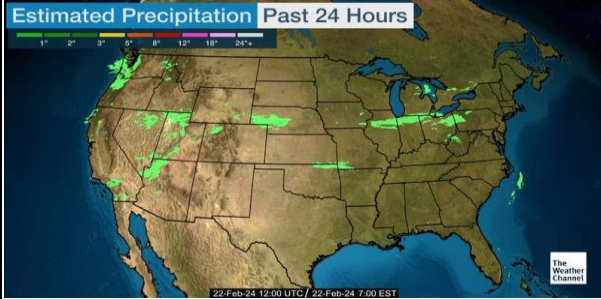 Estimated Precipitation Past 24 Hours
1" 2" 3" 5" 8" 12" 18" 24"+
The
Weather
Channel
22-Feb-24 12:00 UTC / 22-Feb-24 7:00 EST